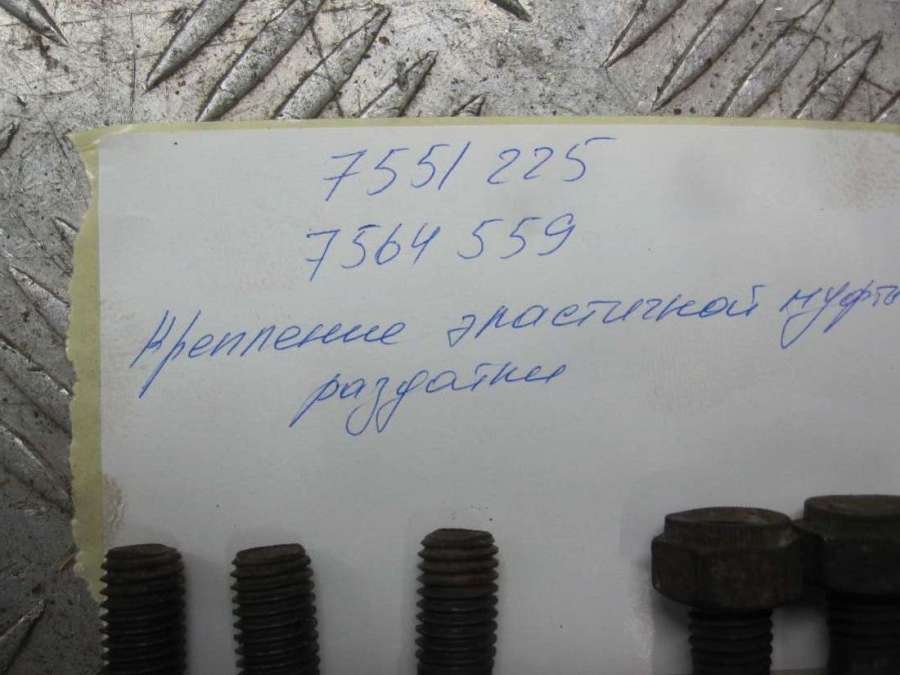 7551 225
7564 559
Крепление эластичной муфты
раздатки